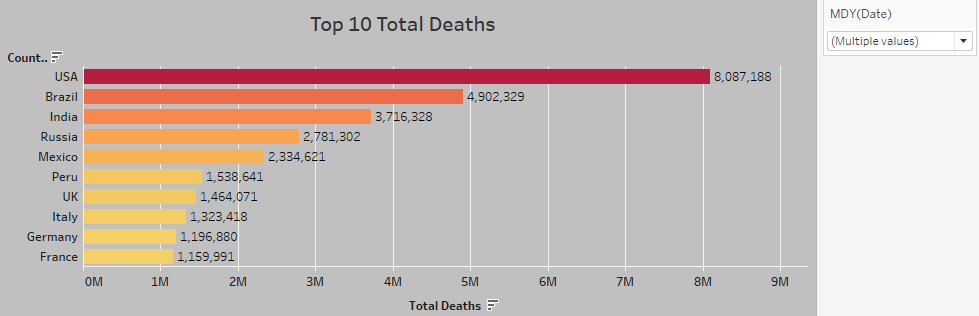 Top 10 Total Deaths
MDY(Date)
(Multiple values)
Count..
USA 8,087,188
Brazil 4,902,329
India 3,716,328
Russia 2,781,302
Mexico 2,334,621
Peru 1,538,641
UK 1,464,071
Italy 1,323,418
Germany 1,196,880
France 1,159,991
0M 1M 2M 3M 4M 5M 6M 7M 8M 9M
Total Deaths